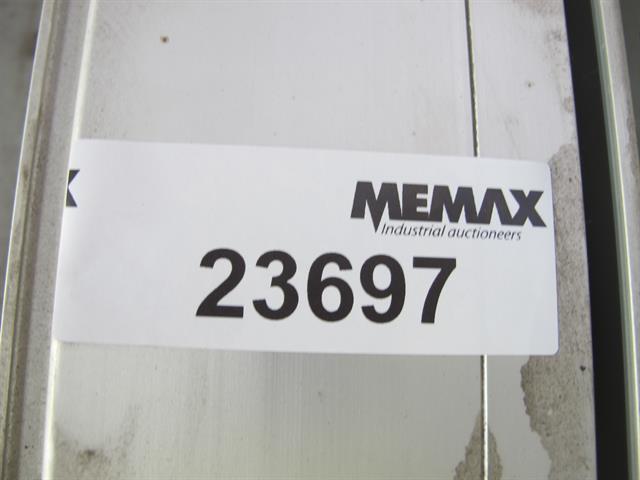 MEMAX
Industrial auctioneers
23697
X